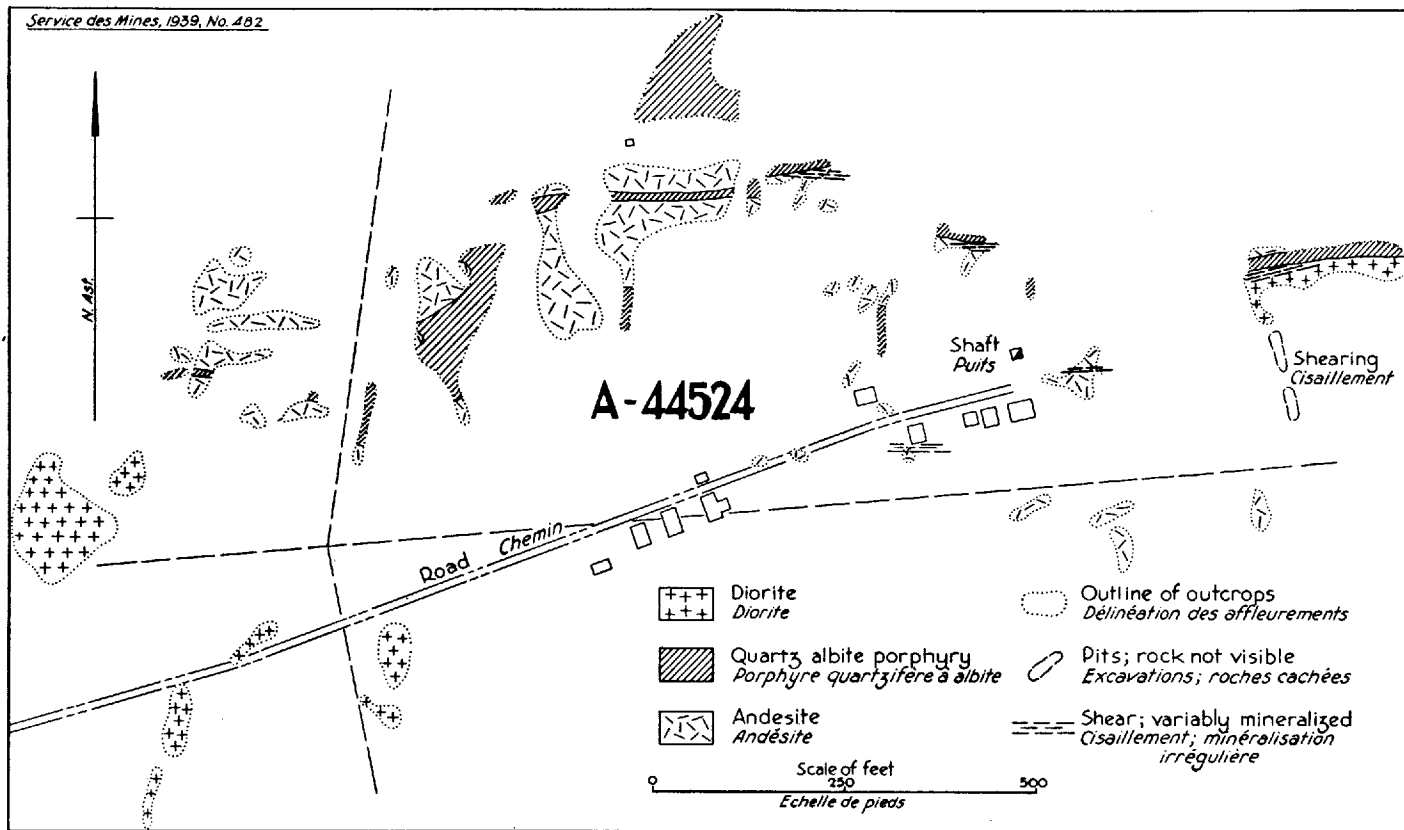 Service des Mines, 1939, No. 482
N. Ast.
Shaft
Puits
Shearing
Cisaillement
A-44524
Road Chemin
Diorite
Diorite
Quartz albite porphyry
Porphyre quartzifère à albite
Andesite
Andésite
Outline of outcrops
Délinéation des affleurements
Pits; rock not visible
Excavations; roches cachées
Shear; variably mineralized
Cisaillement; minéralisation
irrégulière
Scale of feet
0 250 500
Echelle de pieds